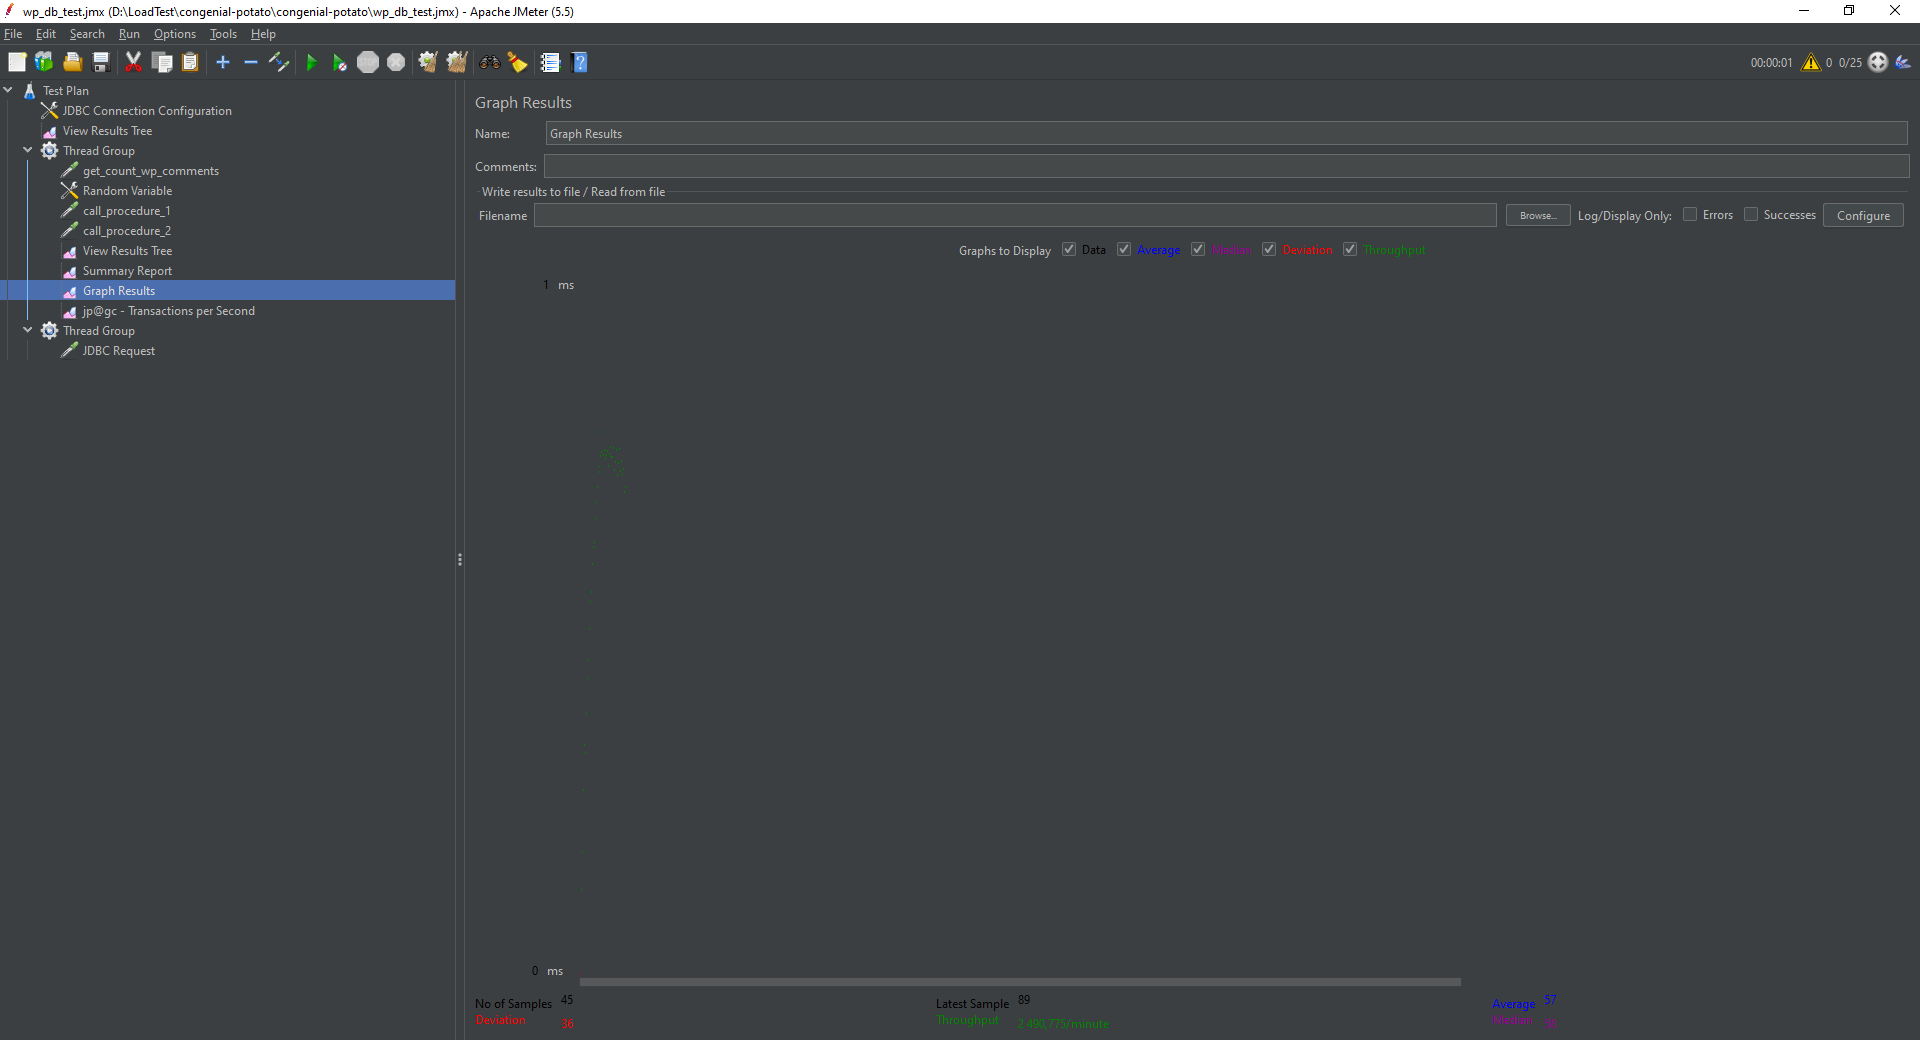 wp_db_test.jmx (D:\LoadTest\congenial-potato\congenial-potato\wp_db_test.jmx) - Apache JMeter (5.5)
File Edit Search Run Options Tools Help
STOP
00:00:01 0 0/25
Test Plan
JDBC Connection Configuration
View Results Tree
Thread Group
get_count_wp_comments
Random Variable
call_procedure_1
call_procedure_2
View Results Tree
Summary Report
Graph Results
jp@gc - Transactions per Second
Thread Group
JDBC Request
Graph Results
Name: Graph Results
Comments:
Write results to file / Read from file
Filename Browse... Log/Display Only: Errors Successes Configure
Graphs to Display Data Average Median Deviation Throughput
1 ms
0 ms
No of Samples 45 Latest Sample 89 Average 57
Deviation 36 Throughput 2 490,775/minute Median